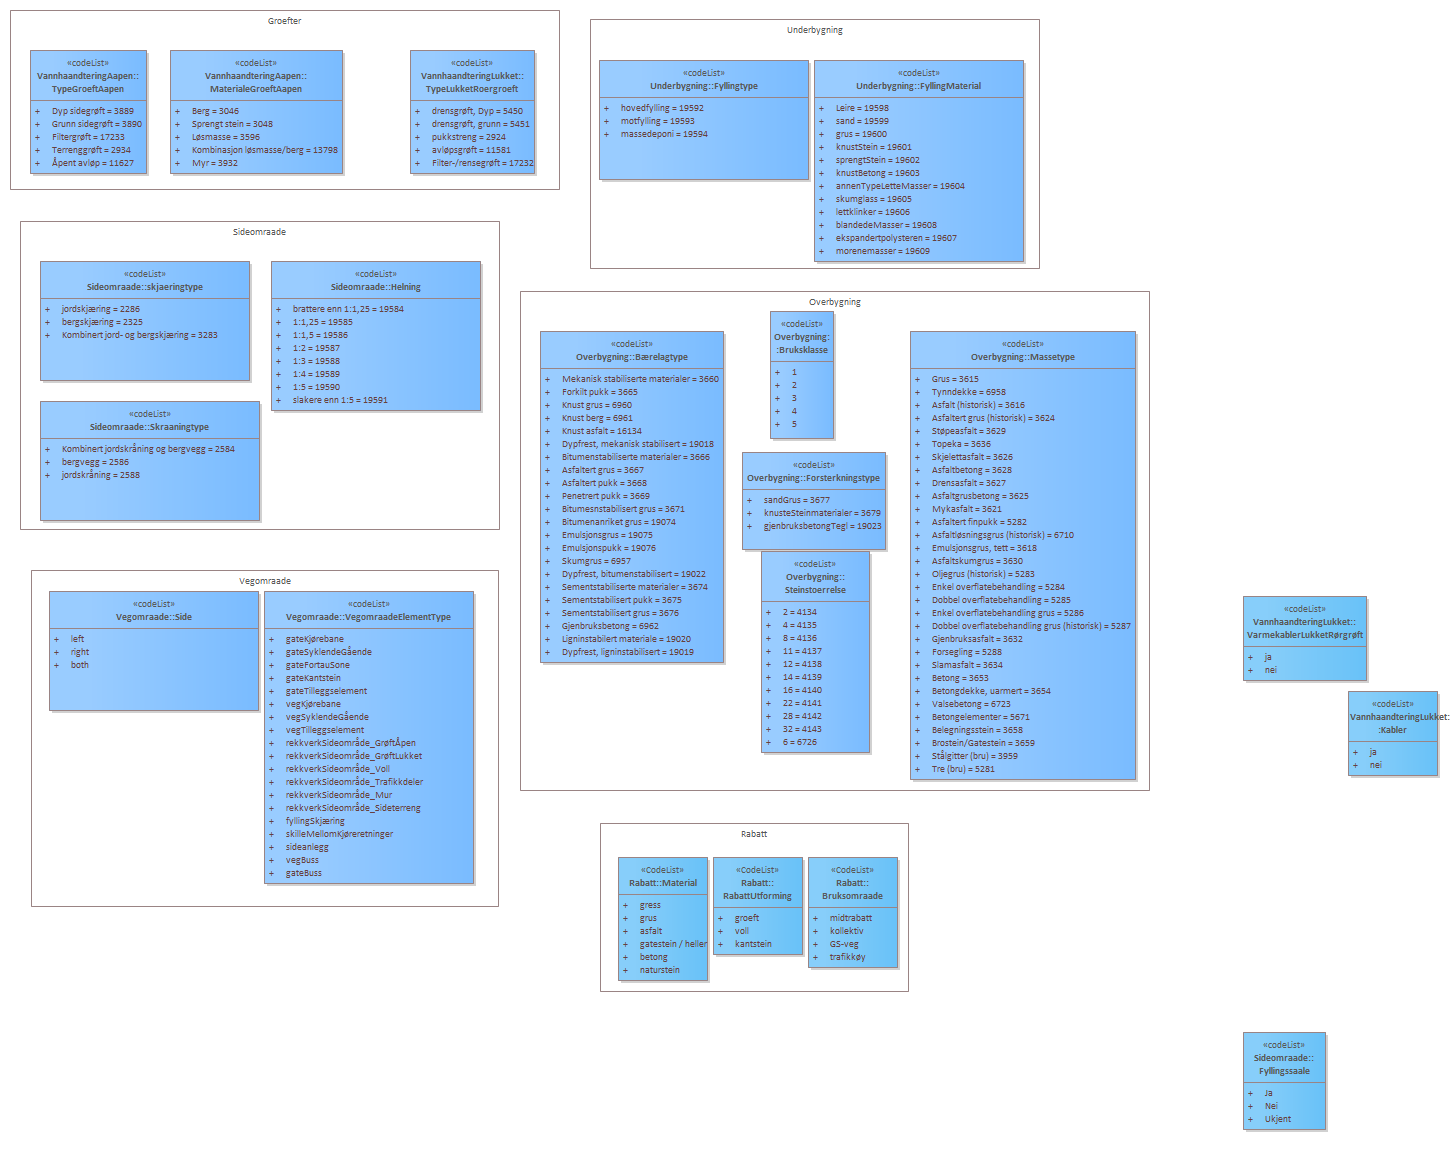 Groefter
«codeList»
VannhaandteringAapen::
TypeGroeftAapen
+ Dyp sidegrøft = 3889
+ Grunn sidegrøft = 3890
+ Filtergrøft = 17233
+ Terrenggrøft = 2934
+ Åpent avløp = 11627
«codeList»
VannhaandteringAapen::
MaterialeGroeftAapen
+ Berg = 3046
+ Sprengt stein = 3048
+ Løsmasse = 3596
+ Kombinasjon løsmasse/berg = 13798
+ Myr = 3932
«codeList»
VannhaandteringLukket::
TypeLukketRoergroeft
+ drensgrøft, Dyp = 5450
+ drensgrøft, grunn = 5451
+ pukkstreng = 2924
+ avløpsgrøft = 11581
+ Filter-/rensegrøft = 17232
Underbygning
«codeList»
Underbygning::Fyllingtype
+ hovedfylling = 19592
+ motfylling = 19593
+ massedeponi = 19594
«codeList»
Underbygning::FyllingMaterial
+ Leire = 19598
+ sand = 19599
+ grus = 19600
+ knustStein = 19601
+ sprengtStein = 19602
+ knustBetong = 19603
+ annenTypeLetteMasser = 19604
+ skumglass = 19605
+ lettklinker = 19606
+ blandedeMasser = 19608
+ ekspandertpolysteren = 19607
+ morenemasser = 19609
Sideomraade
«codeList»
Sideomraade::skjaeringtype
+ jordskjæring = 2286
+ bergskjæring = 2325
+ Kombinert jord- og bergskjæring = 3283
«codeList»
Sideomraade::Helning
+ brattere enn 1:1,25 = 19584
+ 1:1,25 = 19585
+ 1:1,5 = 19586
+ 1:2 = 19587
+ 1:3 = 19588
+ 1:4 = 19589
+ 1:5 = 19590
+ slakere enn 1:5 = 19591
«codeList»
Sideomraade::Skraaningtype
+ Kombinert jordskråning og bergvegg = 2584
+ bergvegg = 2586
+ jordskråning = 2588
Overbygning
«codeList»
Overbygning::Bærelagtype
+ Mekanisk stabiliserte materialer = 3660
+ Forkilt pukk = 3665
+ Knust grus = 6960
+ Knust berg = 6961
+ Knust asfalt = 16134
+ Dypfrest, mekanisk stabilisert = 19018
+ Bitumenstabiliserte materialer = 3666
+ Asfaltert grus = 3667
+ Asfaltert pukk = 3668
+ Penetrert pukk = 3669
+ Bitumesnstabilisert grus = 3671
+ Bitumenanriket grus = 19074
+ Emulsjonsgrus = 19075
+ Emulsjonspukk = 19076
+ Skumgrus = 6957
+ Dypfrest, bitumenstabilisert = 19022
+ Sementstabiliserte materialer = 3674
+ Sementstabilisert pukk = 3675
+ Sementstabilisert grus = 3676
+ Gjenbruksbetong = 6962
+ Ligninstabilert materiale = 19020
+ Dypfrest, ligninstabilisert = 19019
«codeList»
Overbygning:
:Bruksklasse
+ 1
+ 2
+ 3
+ 4
+ 5
«codeList»
Overbygning::Forsterkningstype
+ sandGrus = 3677
+ knusteSteinmaterialer = 3679
+ gjenbruksbetongTegl = 19023
«codeList»
Overbygning::
Steinstoerrelse
+ 2 = 4134
+ 4 = 4135
+ 8 = 4136
+ 11 = 4137
+ 12 = 4138
+ 14 = 4139
+ 16 = 4140
+ 22 = 4141
+ 28 = 4142
+ 32 = 4143
+ 6 = 6726
«codeList»
Overbygning::Massetype
+ Grus = 3615
+ Tynndekke = 6958
+ Asfalt (historisk) = 3616
+ Asfaltert grus (historisk) = 3624
+ Støpeasfalt = 3629
+ Topeka = 3636
+ Skjelettasfalt = 3626
+ Asfaltbetong = 3628
+ Drensasfalt = 3627
+ Asfaltgrusbetong = 3625
+ Mykasfalt = 3621
+ Asfaltert finpukk = 5282
+ Asfaltløsningsgrus (historisk) = 6710
+ Emulsjonsgrus, tett = 3618
+ Asfaltskumgrus = 3630
+ Oljegrus (historisk) = 5283
+ Enkel overflatebehandling = 5284
+ Dobbel overflatebehandling = 5285
+ Enkel overflatebehandling grus = 5286
+ Dobbel overflatebehandling grus (historisk) = 5287
+ Gjenbruksasfalt = 3632
+ Forsegling = 5288
+ Slamasfalt = 3634
+ Betong = 3653
+ Betongdekke, uarmert = 3654
+ Valsebetong = 6723
+ Betongelementer = 5671
+ Belegningsstein = 3658
+ Brostein/Gatestein = 3659
+ Stålgitter (bru) = 3959
+ Tre (bru) = 5281
Vegomraade
«codeList»
Vegomraade::Side
+ left
+ right
+ both
«codeList»
Vegomraade::VegomraadeElementType
+ gateKjørebane
+ gateSyklendeGående
+ gateFortauSone
+ gateKantstein
+ gateTilleggselement
+ vegKjørebane
+ vegSyklendeGående
+ vegTilleggselement
+ rekkverkSideområde_GrøftÅpen
+ rekkverkSideområde_GrøftLukket
+ rekkverkSideområde_Voll
+ rekkverkSideområde_Trafikkdeler
+ rekkverkSideområde_Mur
+ rekkverkSideområde_Sideterreng
+ fyllingSkjæring
+ skilleMellomKjøreretninger
+ sideanlegg
+ vegBuss
+ gateBuss
«codeList»
VannhaandteringLukket::
VarmekablerLukketRørgrøft
+ ja
+ nei
«codeList»
VannhaandteringLukket:
:Kabler
+ ja
+ nei
Rabatt
«CodeList»
Rabatt::Material
+ gress
+ grus
+ asfalt
+ gatestein / heller
+ betong
+ naturstein
«CodeList»
Rabatt::
RabattUtforming
+ groeft
+ voll
+ kantstein
«CodeList»
Rabatt::
Bruksomraade
+ midtrabatt
+ kollektiv
+ GS-veg
+ trafikkøy
«codeList»
Sideomraade::
Fyllingssaale
+ Ja
+ Nei
+ Ukjent